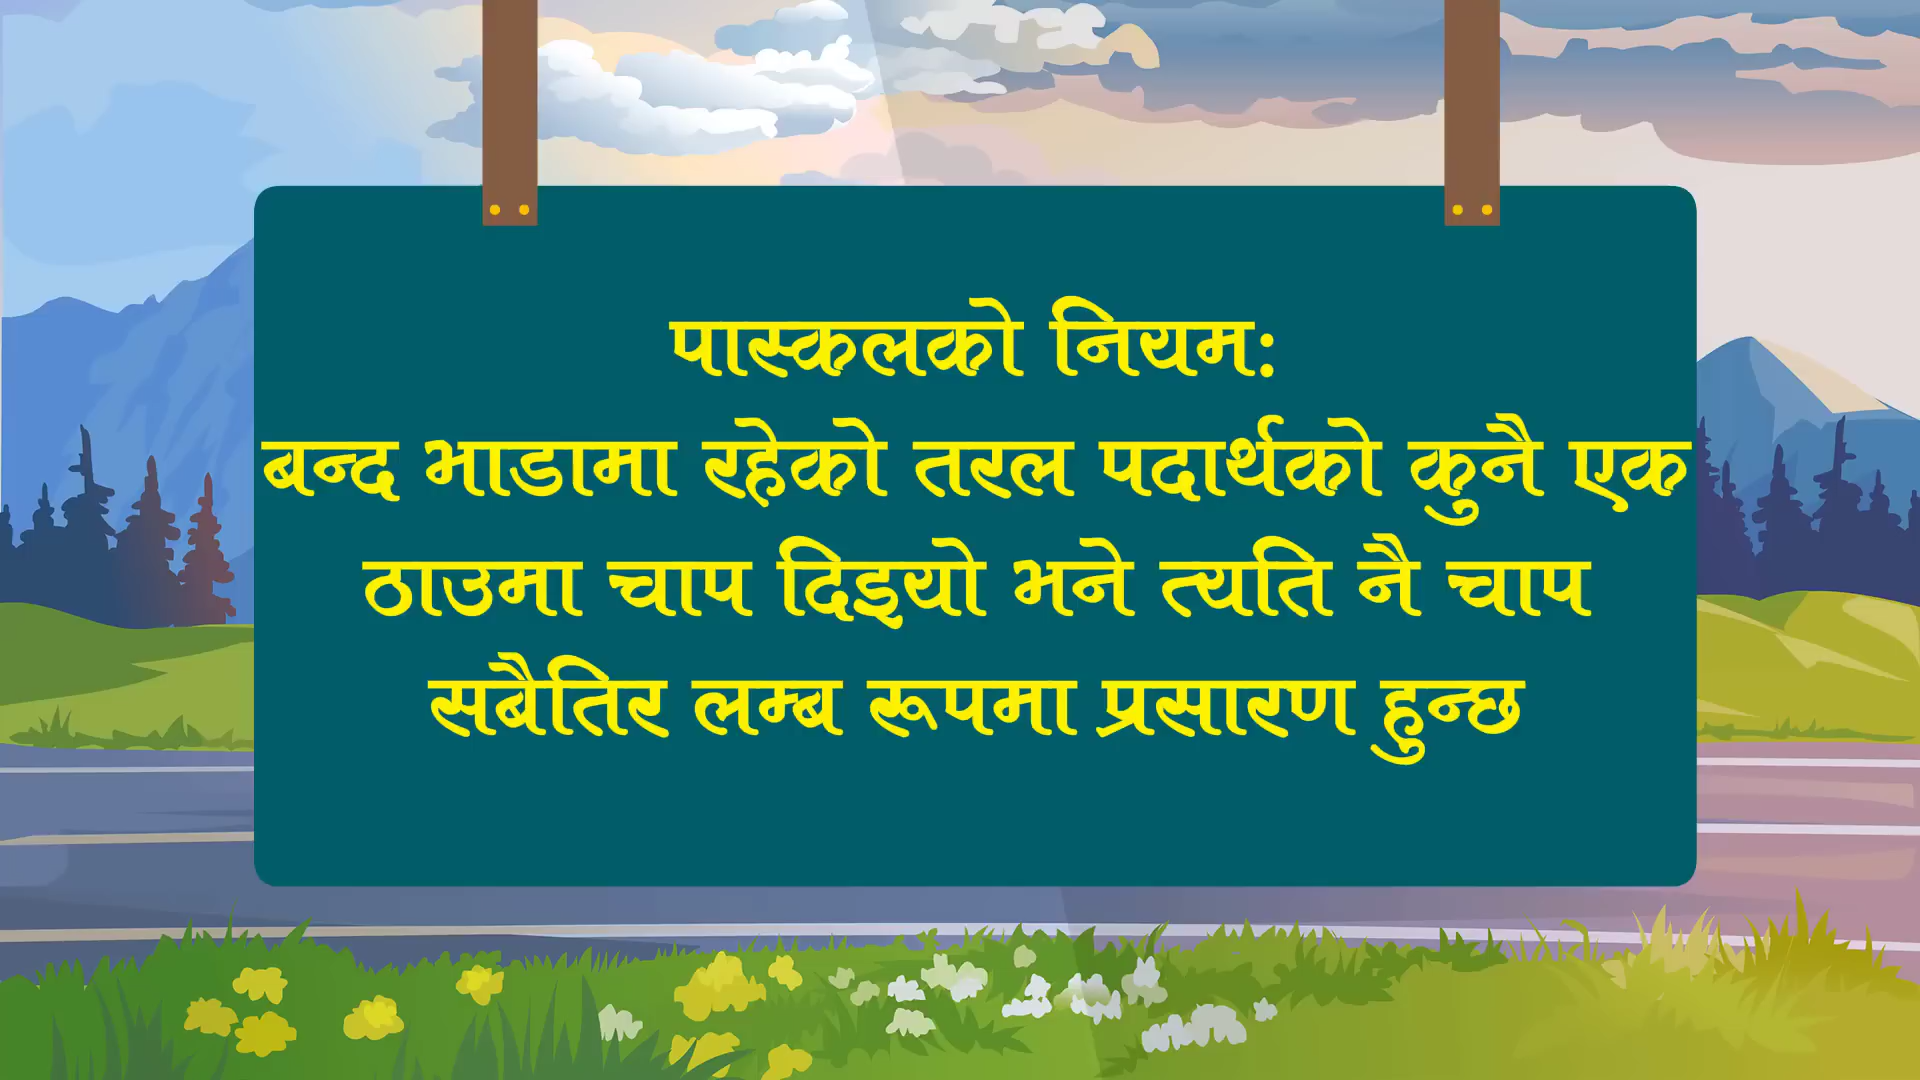 पास्कलको नियम:
बन्द भाडामा रहेको तरल पदार्थको कुनै एक
ठाउमा चाप दिइयो भने त्यति नै चाप
सबैतिर लम्ब रूपमा प्रसारण हुन्छ